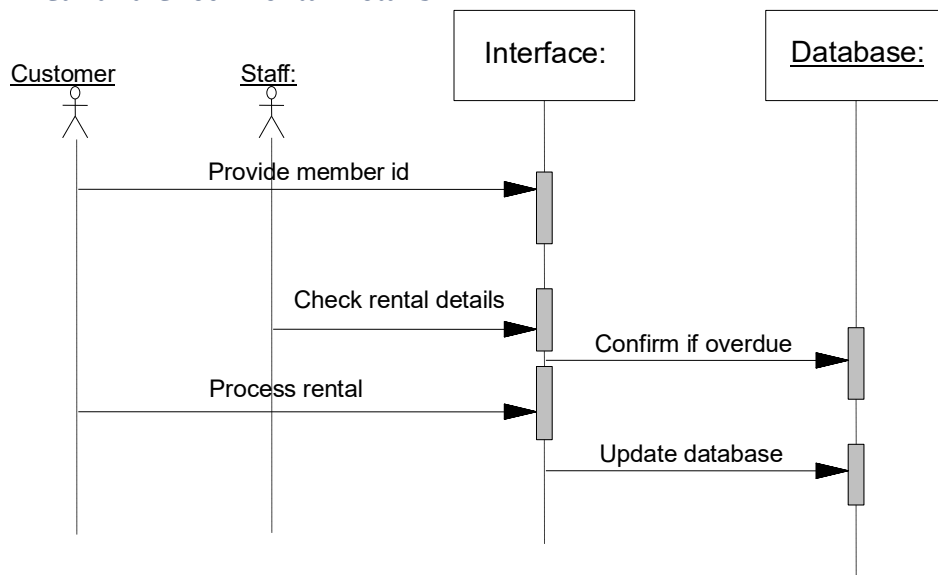 Interface:
Database:
Customer
Staff:
Provide member id
Check rental details
Confirm if overdue
Process rental
Update database